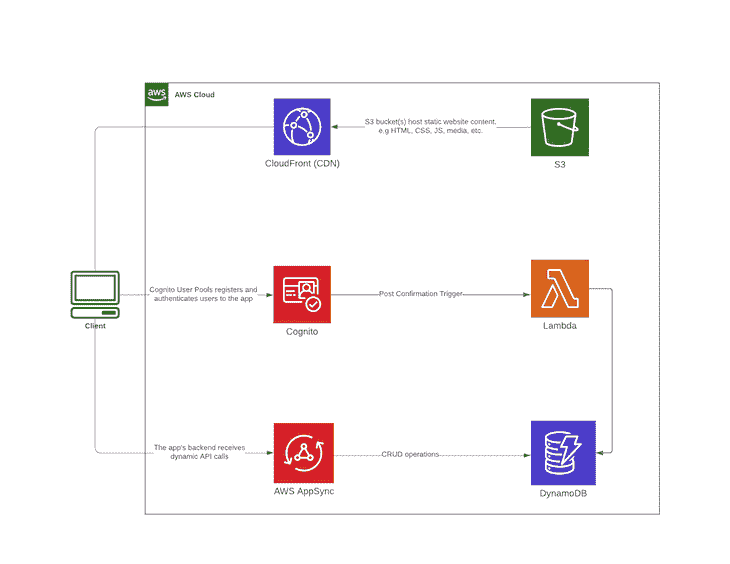 aws
AWS Cloud
S3 bucket(s) host static website content.
e.g HTML, CSS, JS, media, etc.
CloudFront (CDN)
S3
Cognito User Pools registers and
authenticates users to the app
Post Confirmation Trigger
Client
Cognito
Lambda
The app's backend receives
dynamic API calls
CRUD operations
AWS AppSync
DynamoDB